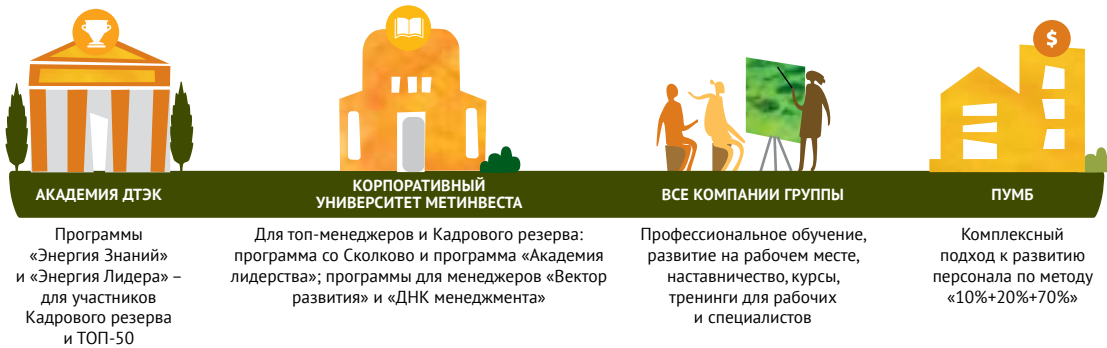 $
АКАДЕМИЯ ДТЭК
Программы
«Энергия Знаний»
и «Энергия Лидера» –
для участников
Кадрового резерва
и ТОП-50
КОРПОРАТИВНЫЙ
УНИВЕРСИТЕТ МЕТИНВЕСТА
Для топ-менеджеров и Кадрового резерва:
программа со Сколково и программа «Академия
лидерства»; программы для менеджеров «Вектор
развития» и «ДНК менеджмента»
ВСЕ КОМПАНИИ ГРУППЫ
Профессиональное обучение,
развитие на рабочем месте,
наставничество, курсы,
тренинги для рабочих
и специалистов
ПУМБ
Комплексный
подход к развитию
персонала по методу
«10%+20%+70%»